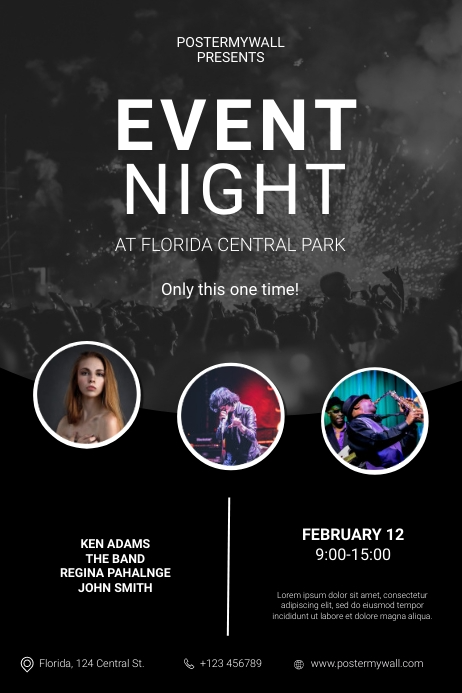 POSTERMYWALL
PRESENTS
EVENT
NIGHT
AT FLORIDA CENTRAL PARK
Only this one time!
KEN ADAMS
THE BAND
REGINA PAHALNGE
JOHN SMITH
FEBRUARY 12
9:00-15:00
Lorem ipsum dolor sit amet, consectetur
adipiscing elit, sed do eiusmod tempor
incididunt ut labore et dolore magna aliqua.
Florida, 124 Central St.
+123 456789
www.postermywall.com